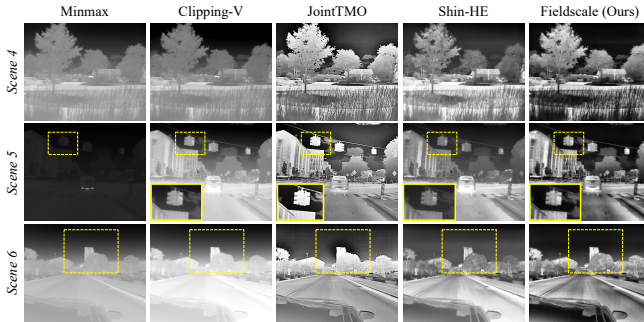 Minmax Clipping-V JointTMO Shin-HE Fieldscale (Ours)
Scene 4
Scene 5
Scene 6